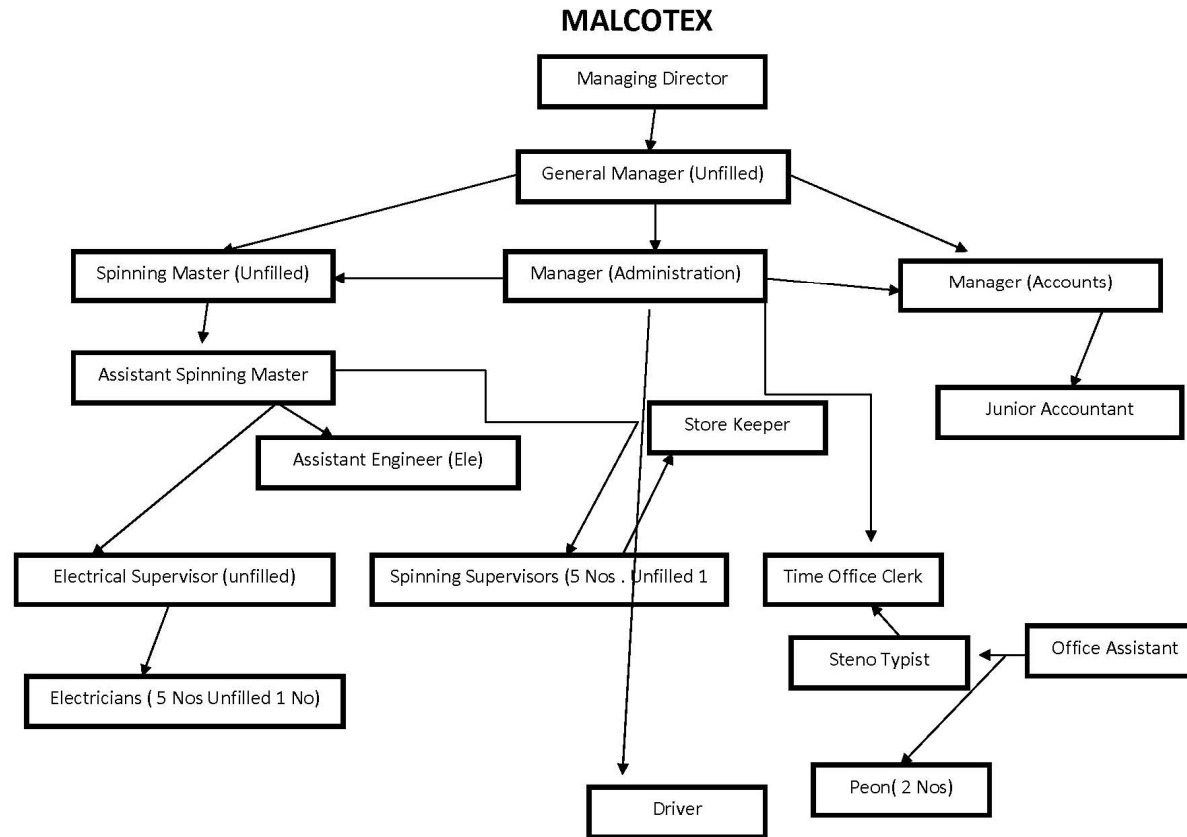 MALCOTEX
Managing Director
General Manager (Unfilled)
Spinning Master (Unfilled)
Manager (Administration)
Manager (Accounts)
Assistant Spinning Master
Junior Accountant
Store Keeper
Assistant Engineer (Ele)
Electrical Supervisor (unfilled)
Spinning Supervisors (5 Nos . Unfilled 1
Time Office Clerk
Steno Typist
Office Assistant
Electricians ( 5 Nos Unfilled 1 No)
Peon( 2 Nos)
Driver